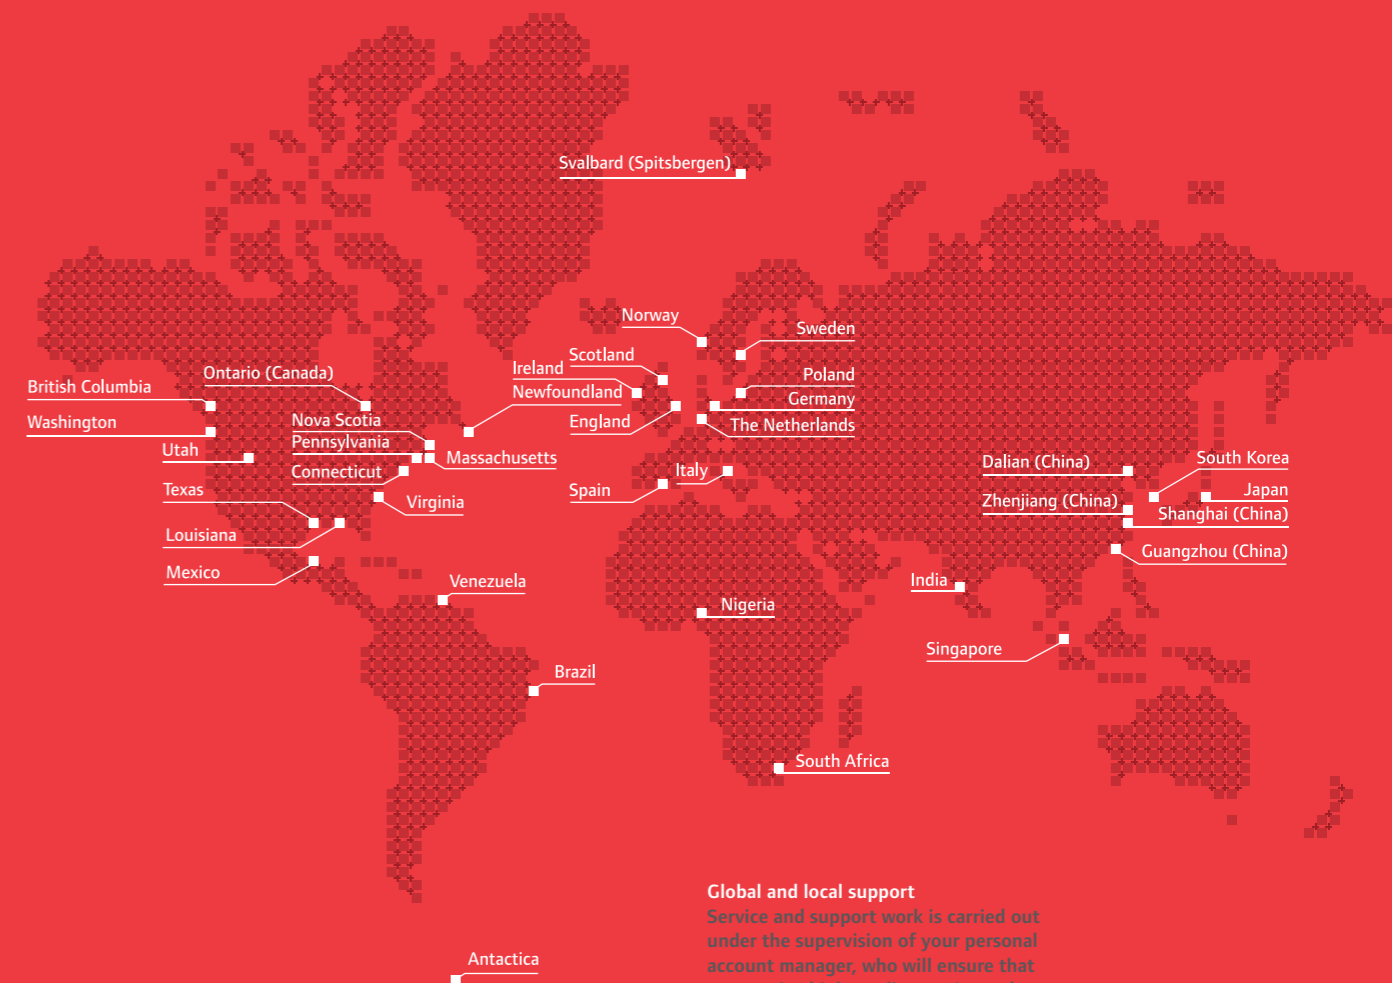 Svalbard (Spitsbergen)
Norway
Sweden
Scotland
Ireland
Ontario (Canada)
Poland
British Columbia
Newfoundland
Germany
Washington
Nova Scotia
England
The Netherlands
Pennsylvania
Utah
Massachusetts
South Korea
Dalian (China)
Connecticut
Italy
Texas
Spain
Japan
Virginia
Zhenjiang (China)
Shanghai (China)
Louisiana
Guangzhou (China)
Mexico
Venezuela
India
Nigeria
Singapore
Brazil
South Africa
Global and local support
Service and support work is carried out
under the supervision of your personal
account manager, who will ensure that
Antactica